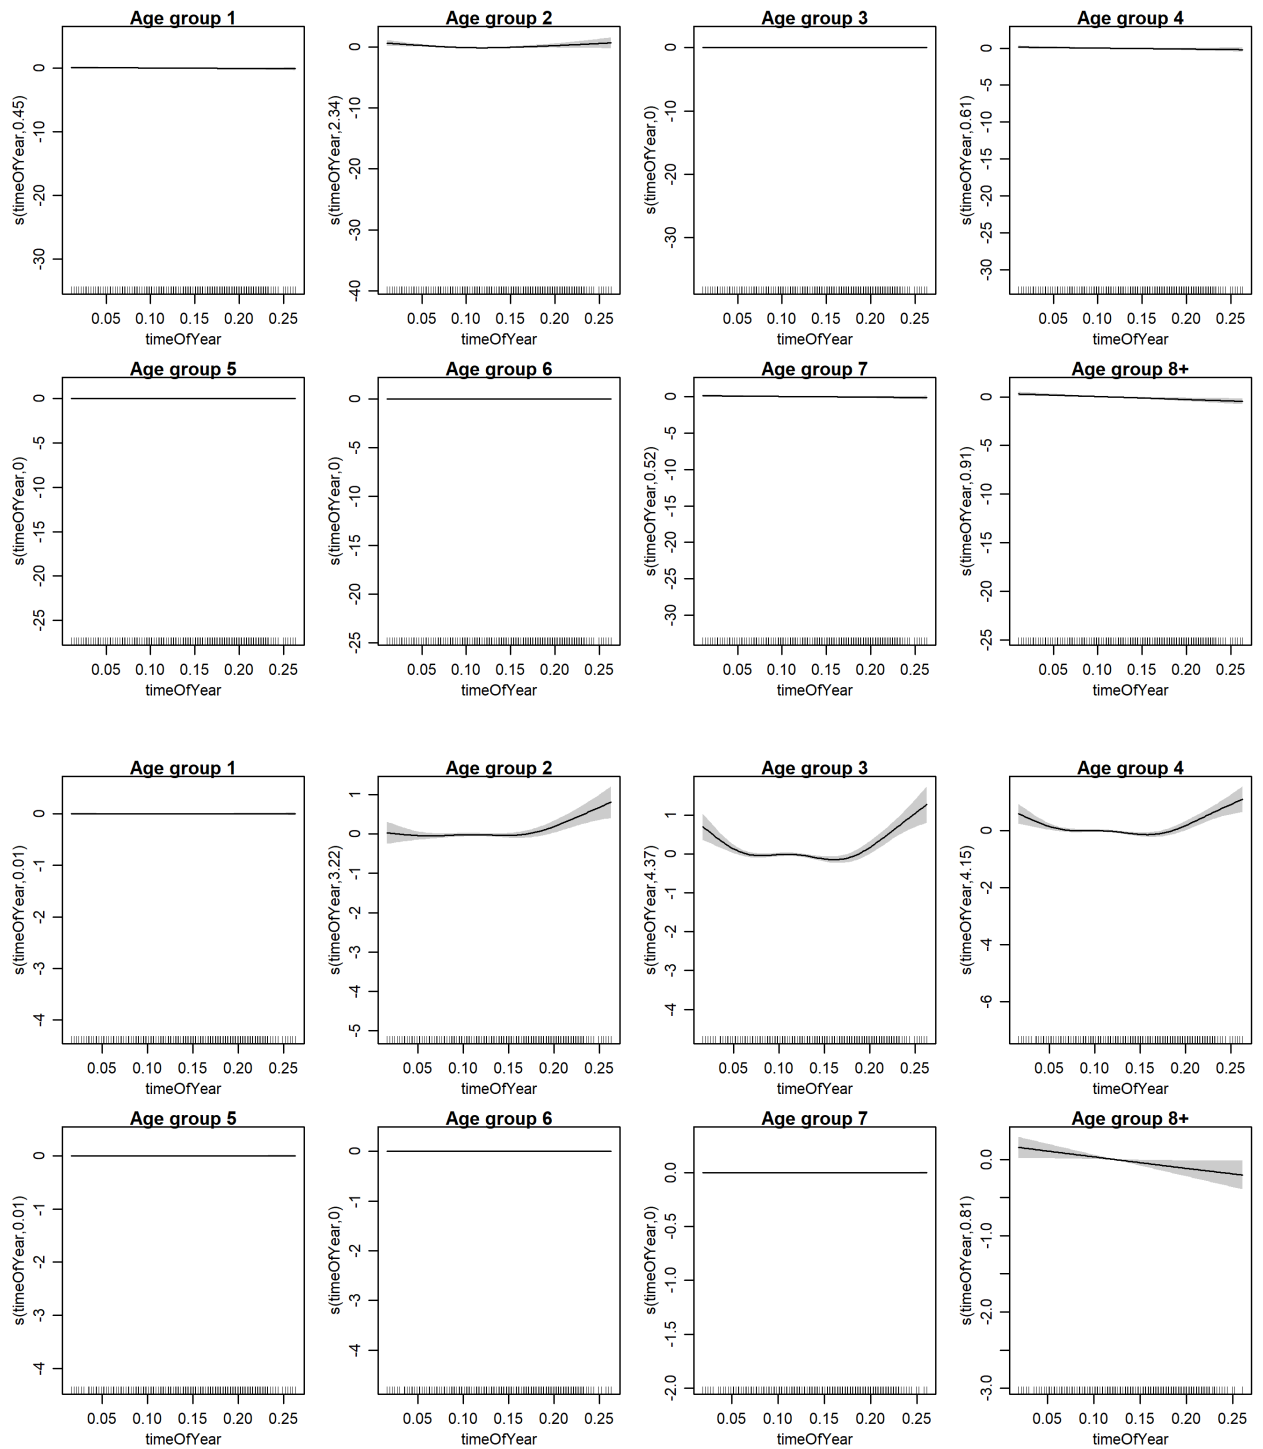 Age group 1
0
-10
-20
-30
s(timeOfYear,0.45)
0.05 0.10 0.15 0.20 0.25
timeOfYear
Age group 2
0
-10
-20
-30
-40
s(timeOfYear,2.34)
0.05 0.10 0.15 0.20 0.25
timeOfYear
Age group 3
0
-10
-20
-30
s(timeOfYear,0)
0.05 0.10 0.15 0.20 0.25
timeOfYear
Age group 4
0
-5
-10
-15
-20
-25
-30
s(timeOfYear,0.61)
0.05 0.10 0.15 0.20 0.25
timeOfYear
Age group 5
0
-5
-10
-15
-20
-25
s(timeOfYear,0)
0.05 0.10 0.15 0.20 0.25
timeOfYear
Age group 6
0
-5
-10
-15
-20
-25
s(timeOfYear,0)
0.05 0.10 0.15 0.20 0.25
timeOfYear
Age group 7
0
-5
-10
-15
-20
-25
-30
s(timeOfYear,0.52)
0.05 0.10 0.15 0.20 0.25
timeOfYear
Age group 8+
0
-5
-10
-15
-20
-25
s(timeOfYear,0.91)
0.05 0.10 0.15 0.20 0.25
timeOfYear
Age group 1
0
-1
-2
-3
-4
s(timeOfYear,0.01)
0.05 0.10 0.15 0.20 0.25
timeOfYear
Age group 2
1
0
-1
-2
-3
-4
-5
s(timeOfYear,3.22)
0.05 0.10 0.15 0.20 0.25
timeOfYear
Age group 3
1
0
-1
-2
-3
-4
s(timeOfYear,4.37)
0.05 0.10 0.15 0.20 0.25
timeOfYear
Age group 4
0
-2
-4
-6
s(timeOfYear,4.15)
0.05 0.10 0.15 0.20 0.25
timeOfYear
Age group 5
0
-1
-2
-3
-4
s(timeOfYear,0.01)
0.05 0.10 0.15 0.20 0.25
timeOfYear
Age group 6
0
-1
-2
-3
-4
s(timeOfYear,0)
0.05 0.10 0.15 0.20 0.25
timeOfYear
Age group 7
0.0
-0.5
-1.0
-1.5
-2.0
s(timeOfYear,0)
0.05 0.10 0.15 0.20 0.25
timeOfYear
Age group 8+
0.0
-1.0
-2.0
-3.0
s(timeOfYear,0.81)
0.05 0.10 0.15 0.20 0.25
timeOfYear